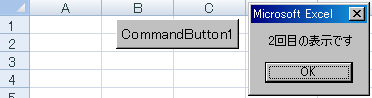 A B C
1
2
3
4
5
CommandButton1
Microsoft Excel
2回目の表示です
OK